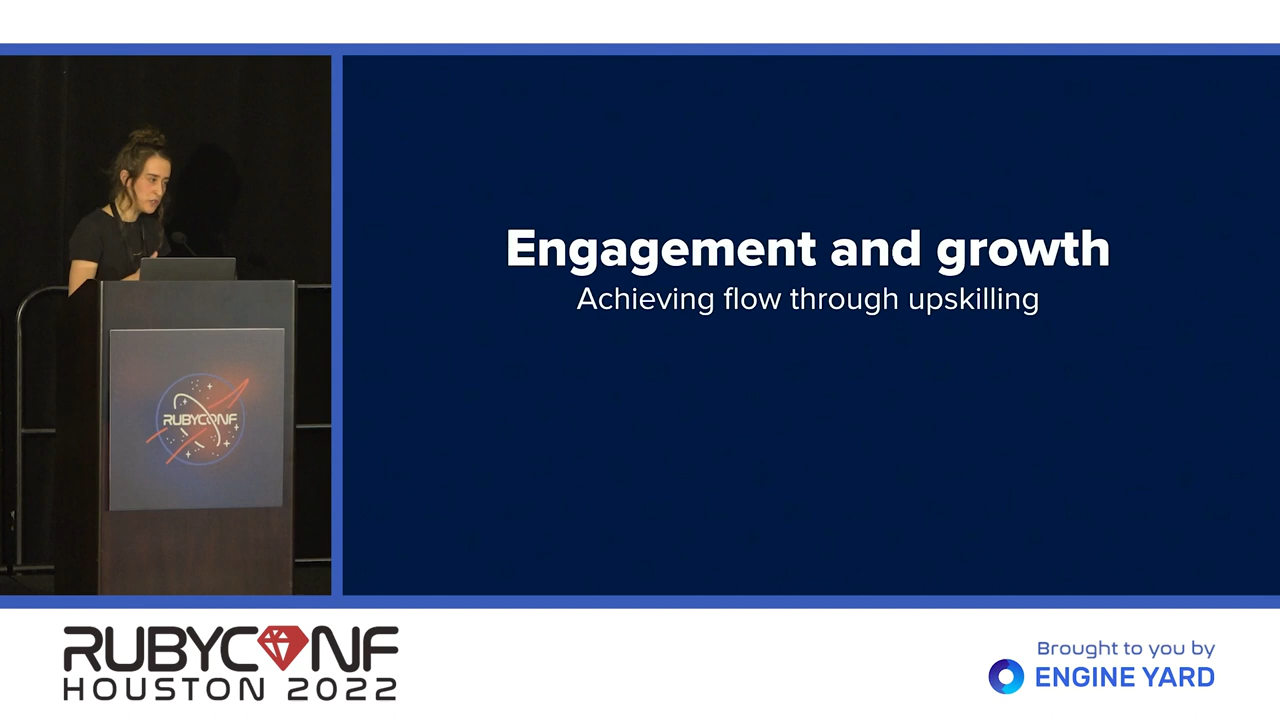 Engagement and growth
Achieving flow through upskilling
RUBYCONF
RUBYCONF
HOUSTON 2022
Brought to you by
ENGINE YARD